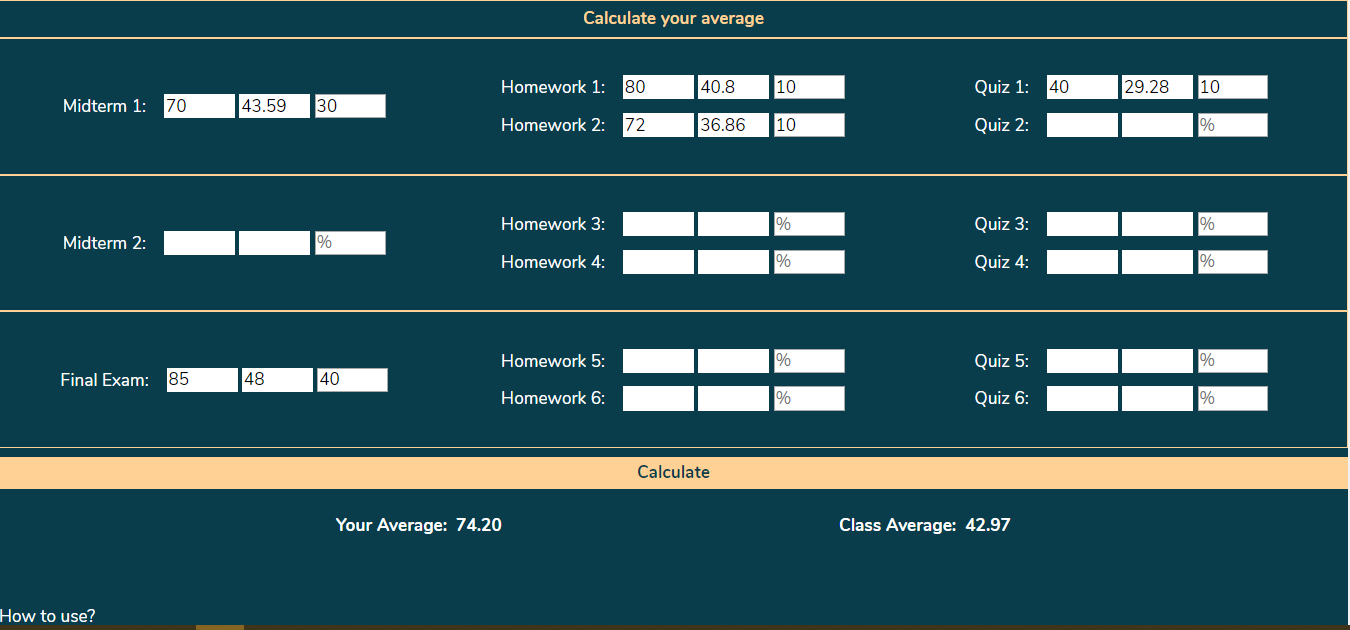 Calculate your average
Midterm 1: 70 43.59 30
Homework 1: 80 40.8 10
Homework 2: 72 36.86 10
Quiz 1: 40 29.28 10
Quiz 2: %
Midterm 2: %
Homework 3: %
Homework 4: %
Quiz 3: %
Quiz 4: %
Final Exam: 85 48 40
Homework 5: %
Homework 6: %
Quiz 5: %
Quiz 6: %
Calculate
Your Average: 74.20
Class Average: 42.97
How to use?